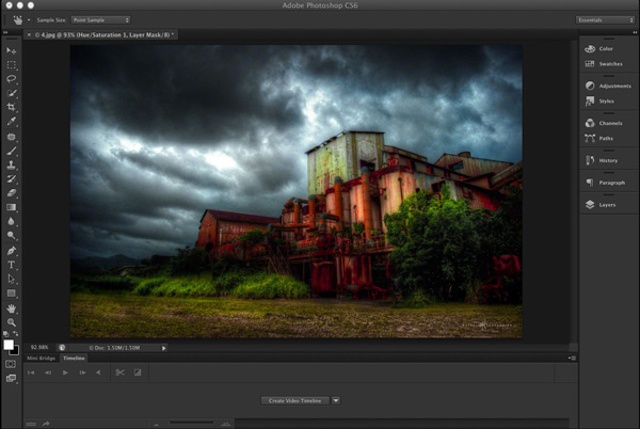 Adobe Photoshop CS6
Sample Size: Point Sample
Essentials
× © 4.jpg @ 93% (Hue/Saturation 1, Layer Mask/8) *
Color
Swatches
Adjustments
Styles
Channels
Paths
History
Paragraph
Layers
92.98%
© Doc: 1.50M/1.50M
Mini Bridge
Timeline
Create Video Timeline